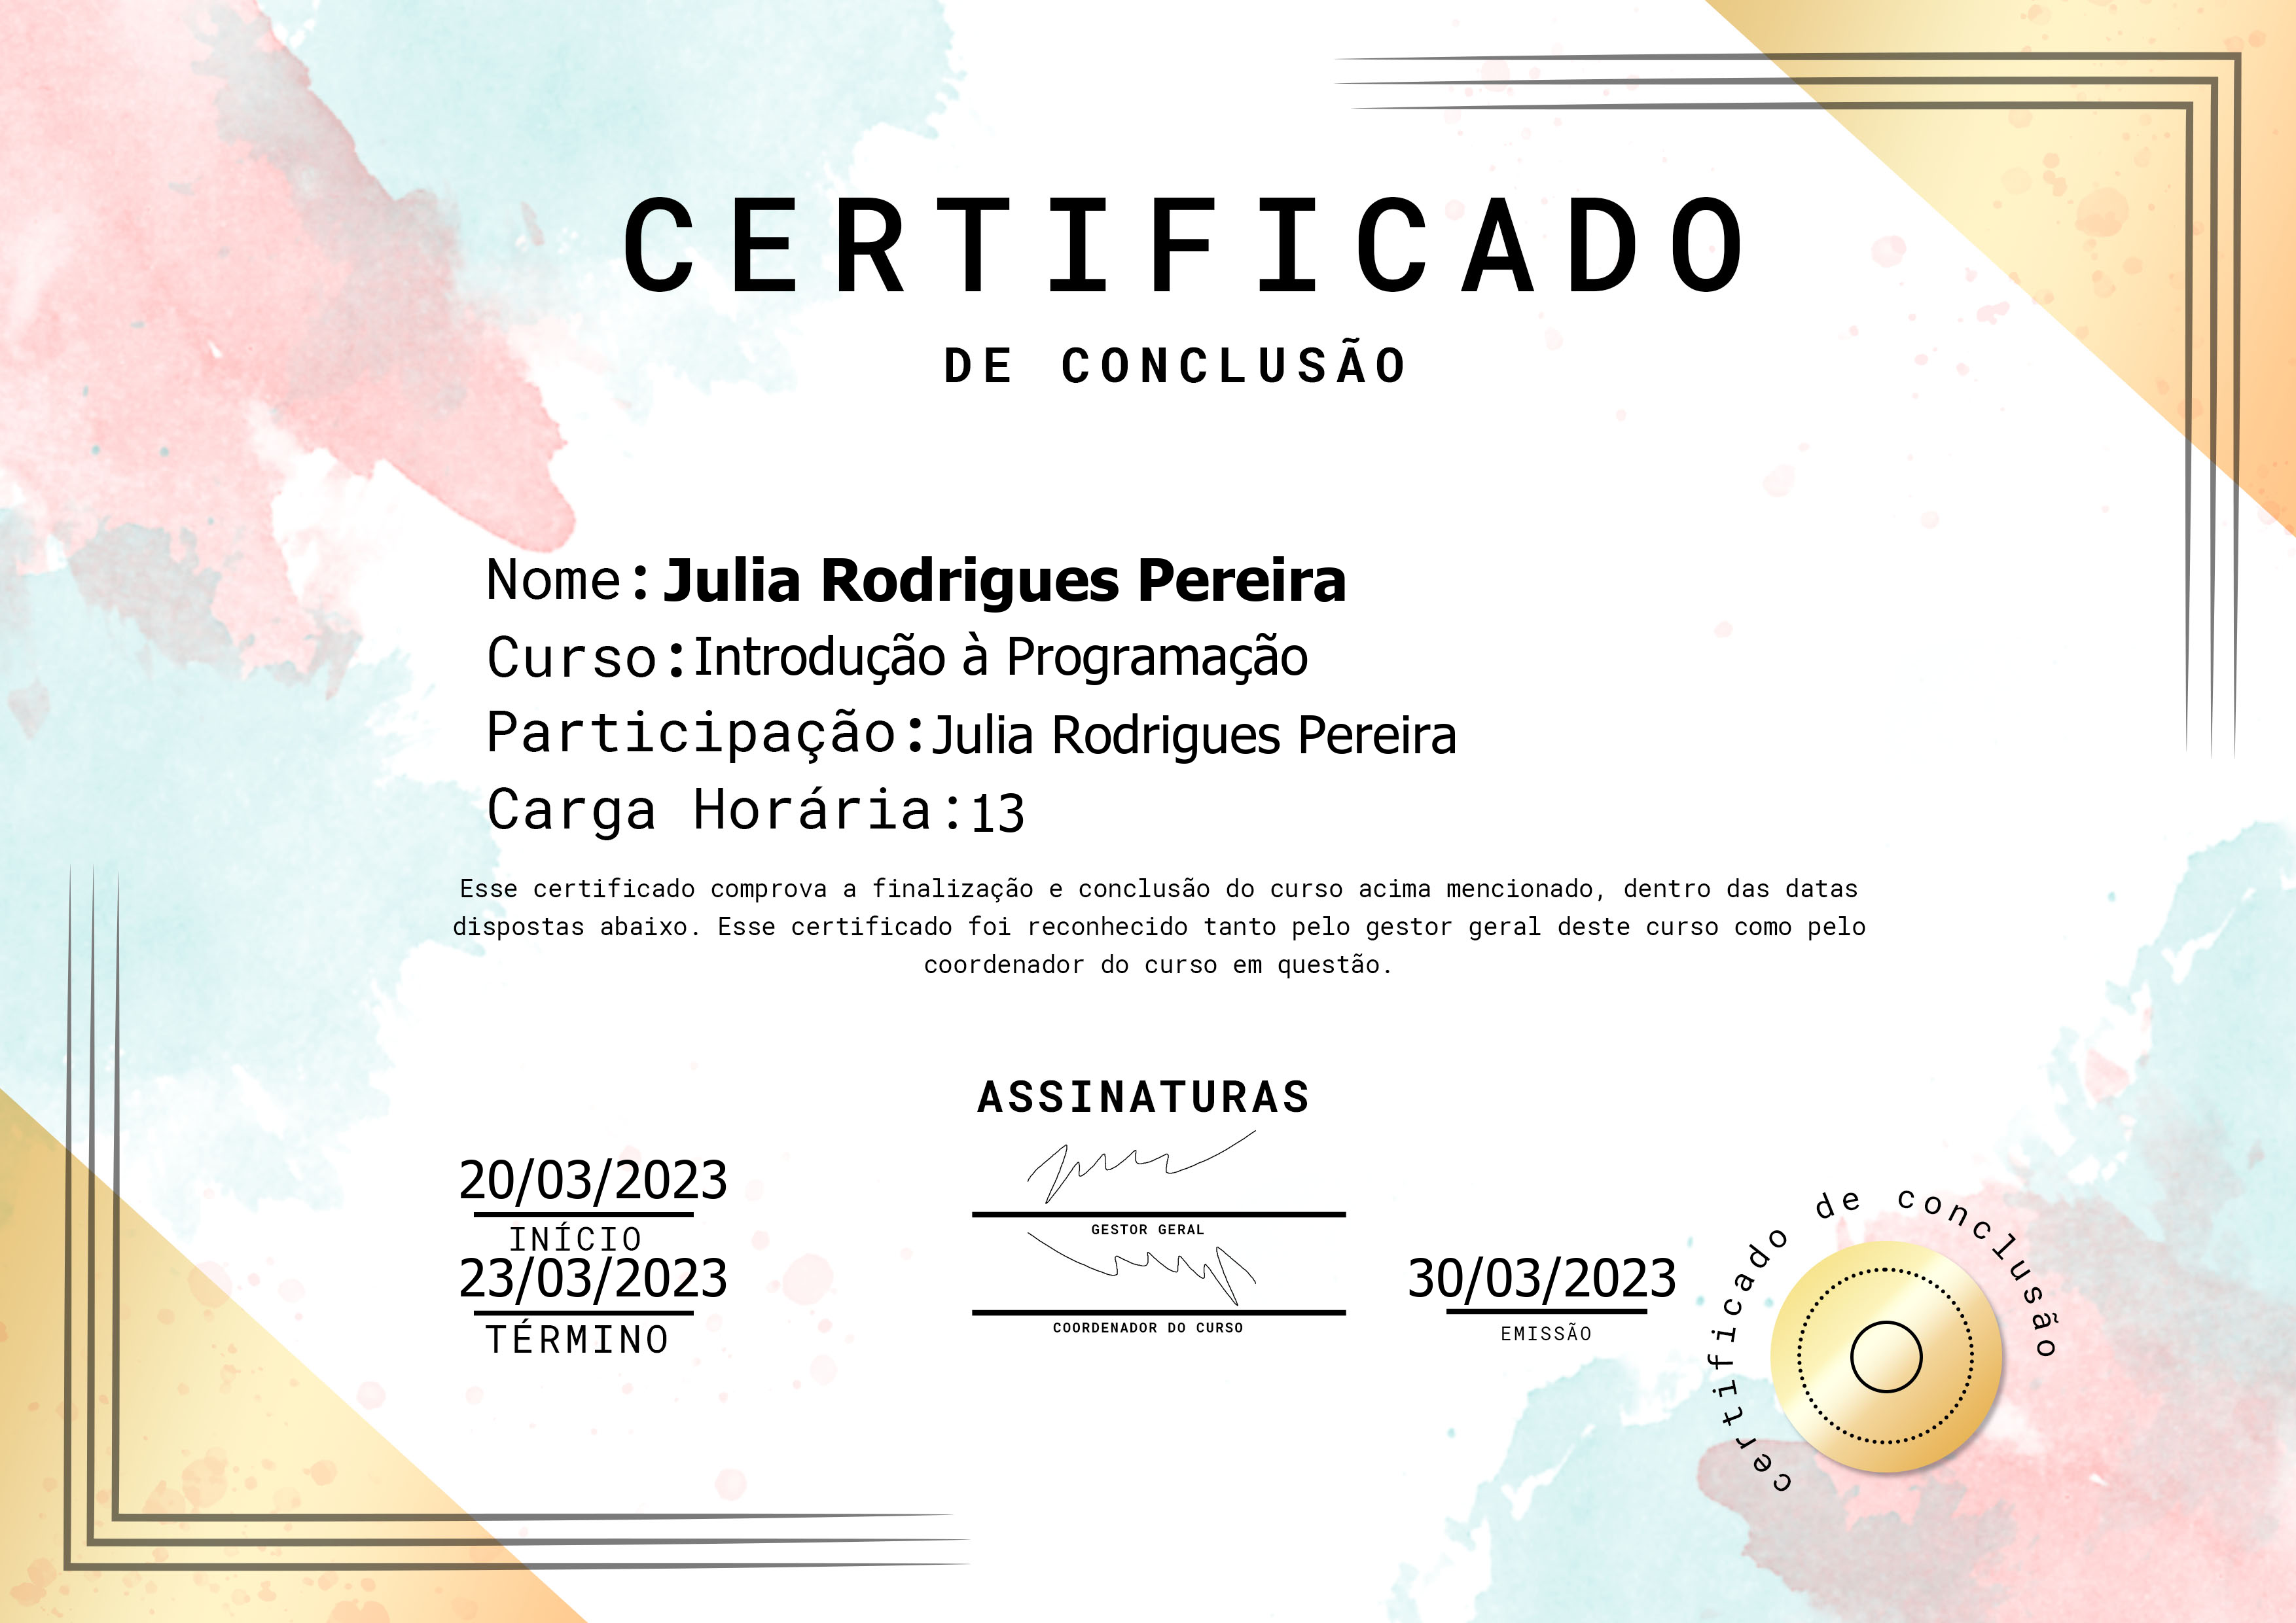 CERTIFICADO
DE CONCLUSÃO
Nome: Julia Rodrigues Pereira
Curso: Introdução à Programação
Participação: Julia Rodrigues Pereira
Carga Horária: 13
Esse certificado comprova a finalização e conclusão do curso acima mencionado, dentro das datas
dispostas abaixo. Esse certificado foi reconhecido tanto pelo gestor geral deste curso como pelo
coordenador do curso em questão.
ASSINATURAS
20/03/2023
INÍCIO
GESTOR GERAL
23/03/2023
TÉRMINO
COORDENADOR DO CURSO
30/03/2023
EMISSÃO
certificado de conclusão